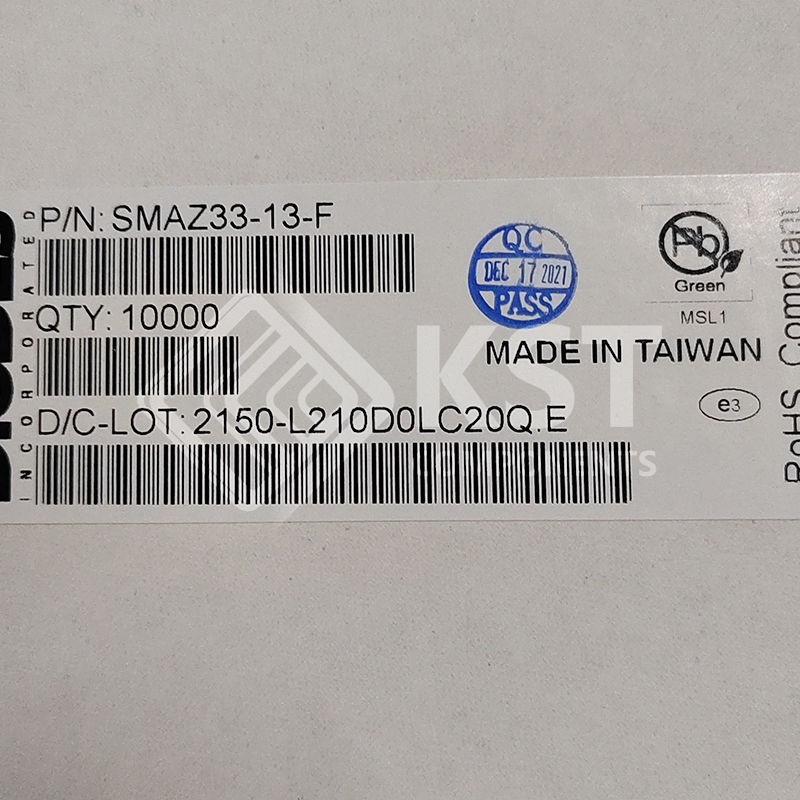 P/N: SMAZ33-13-F
QTY: 10000
D/C-LOT: 2150-L210D0LC20Q.E
INCORPORATED
QC
DEC 17 2021
PASS
Pb
Green
MSL1
MADE IN TAIWAN
e3
RoHS Compliant
KST
COMPONENTS